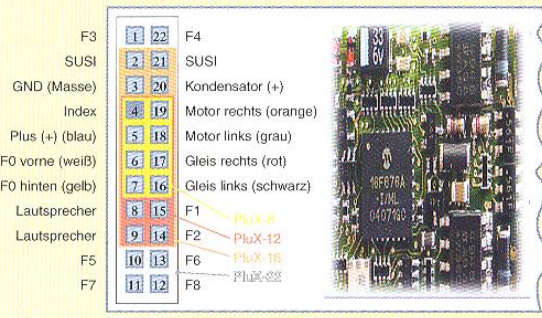 F3 1 22 F4
SUSI 2 21 SUSI
GND (Masse) 3 20 Kondensator (+)
Index 4 19 Motor rechts (orange)
Plus (+) (blau) 5 18 Motor links (grau)
F0 vorne (weiß) 6 17 Gleis rechts (rot)
F0 hinten (gelb) 7 16 Gleis links (schwarz)
Lautsprecher 8 15 F1
PluX-8
Lautsprecher 9 14 F2
PluX-12
PluX-16
F5 10 13 F6
PluX-22
F7 11 12 F8
33
6V
16F676A
-I/ML